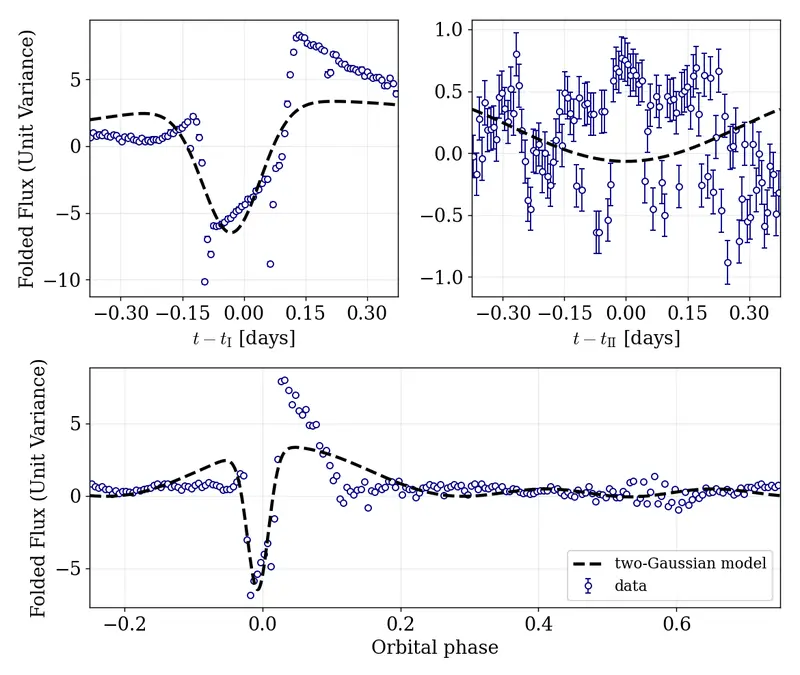 Folded Flux (Unit Variance)
5
0
−5
−10
−0.30 −0.15 0.00 0.15 0.30
t − tI [days]
1.0
0.5
0.0
−0.5
−1.0
−0.30 −0.15 0.00 0.15 0.30
t − tII [days]
Folded Flux (Unit Variance)
5
0
−5
−0.2 0.0 0.2 0.4 0.6
Orbital phase
two-Gaussian model
data